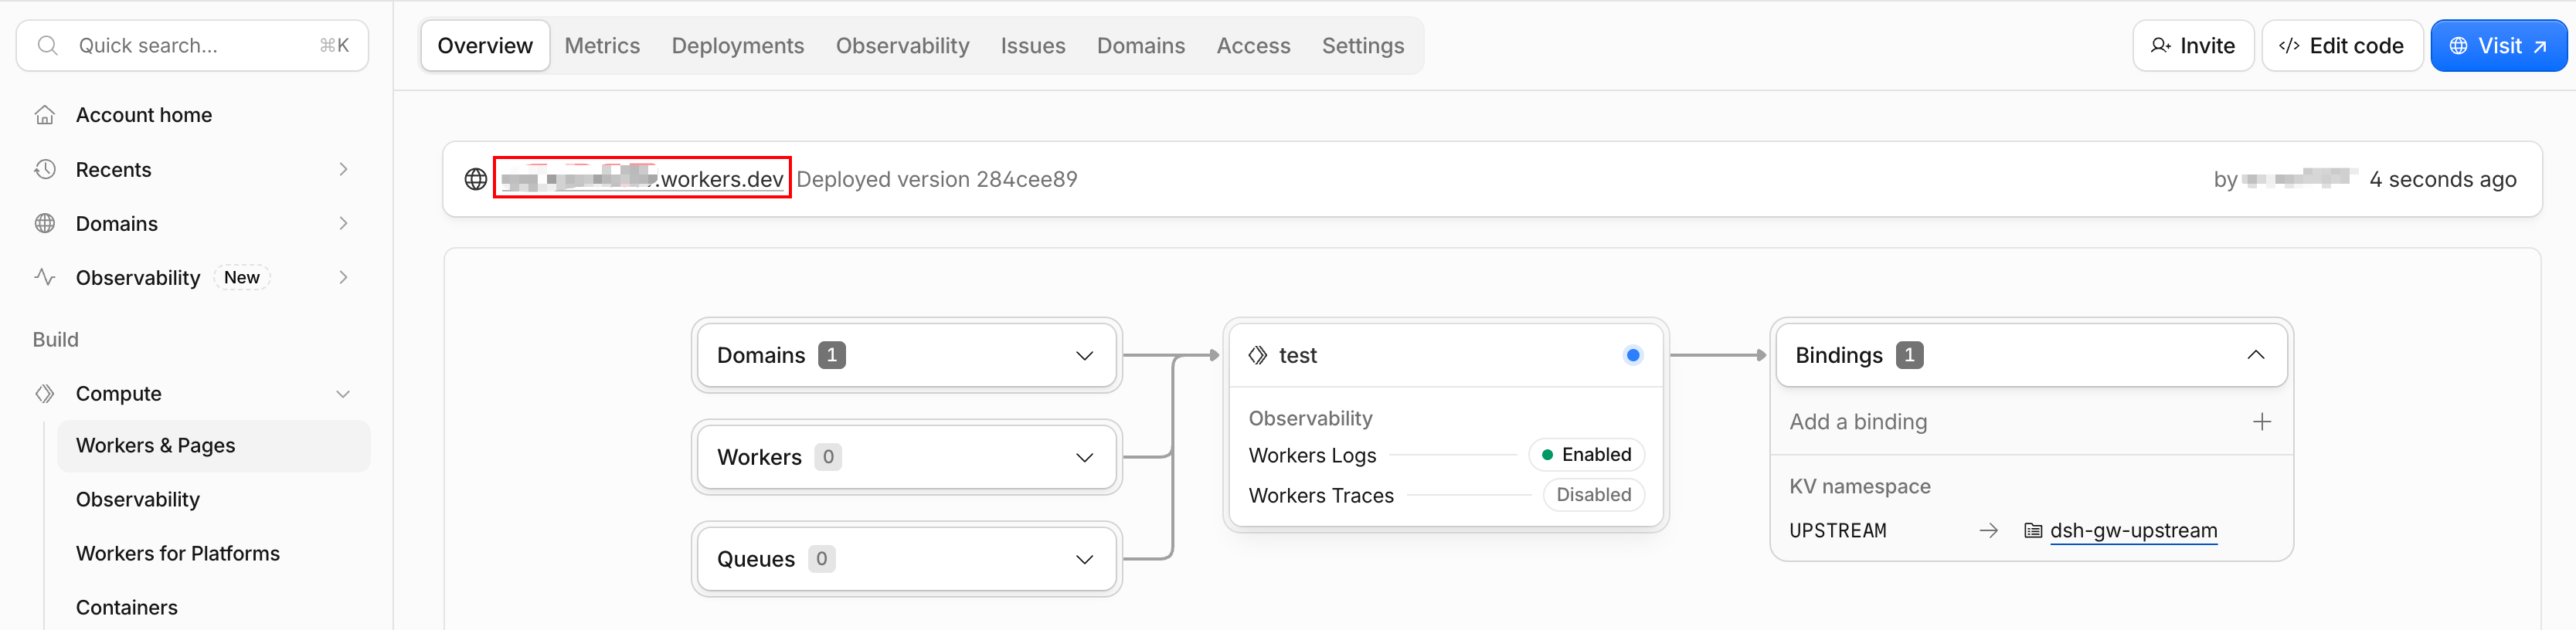 Quick search...
⌘K
Account home
Recents
Domains
Observability New
Build
Compute
Workers & Pages
Observability
Workers for Platforms
Containers
Overview Metrics Deployments Observability Issues Domains Access Settings
Invite
Edit code
Visit
.workers.dev Deployed version 284cee89
by
4 seconds ago
Domains 1
Workers 0
Queues 0
test
Observability
Workers Logs Enabled
Workers Traces Disabled
Bindings 1
Add a binding
KV namespace
UPSTREAM → dsh-gw-upstream